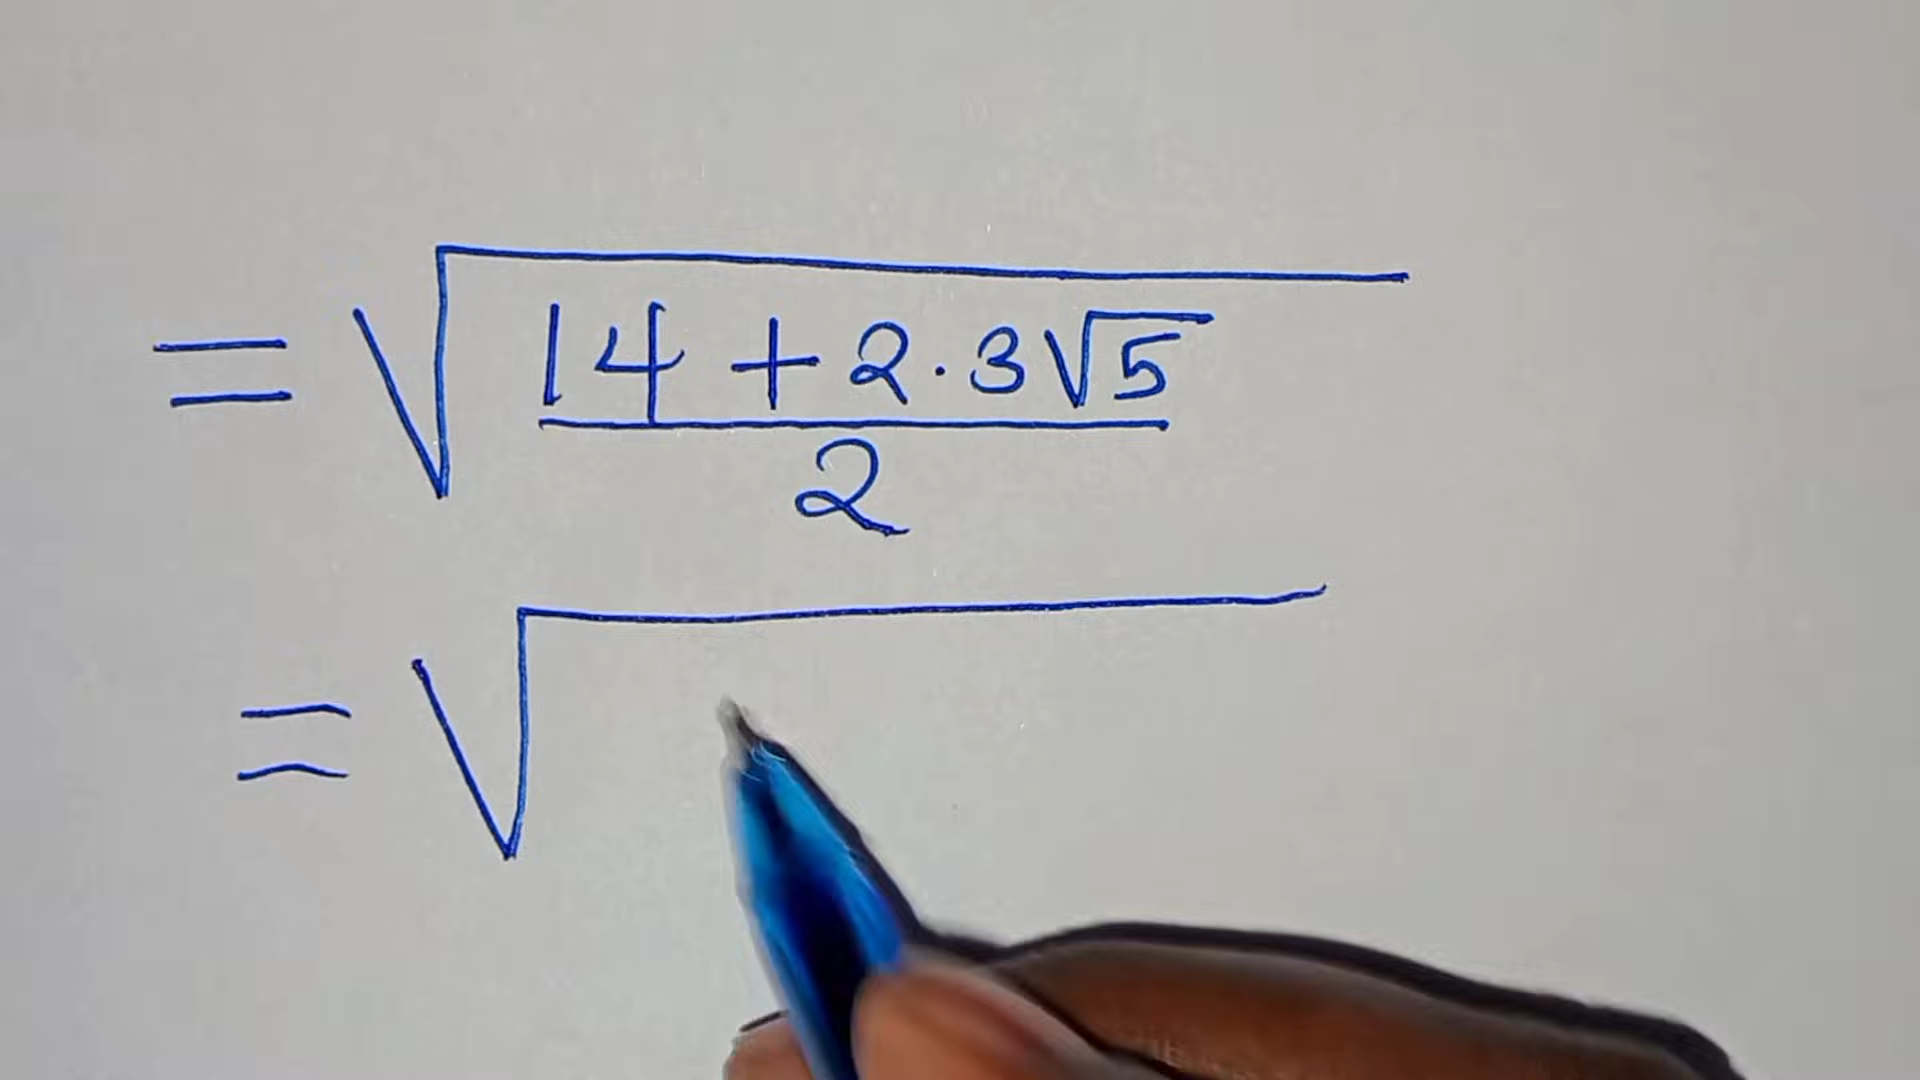 = √(14 + 2·3√5
2
= √